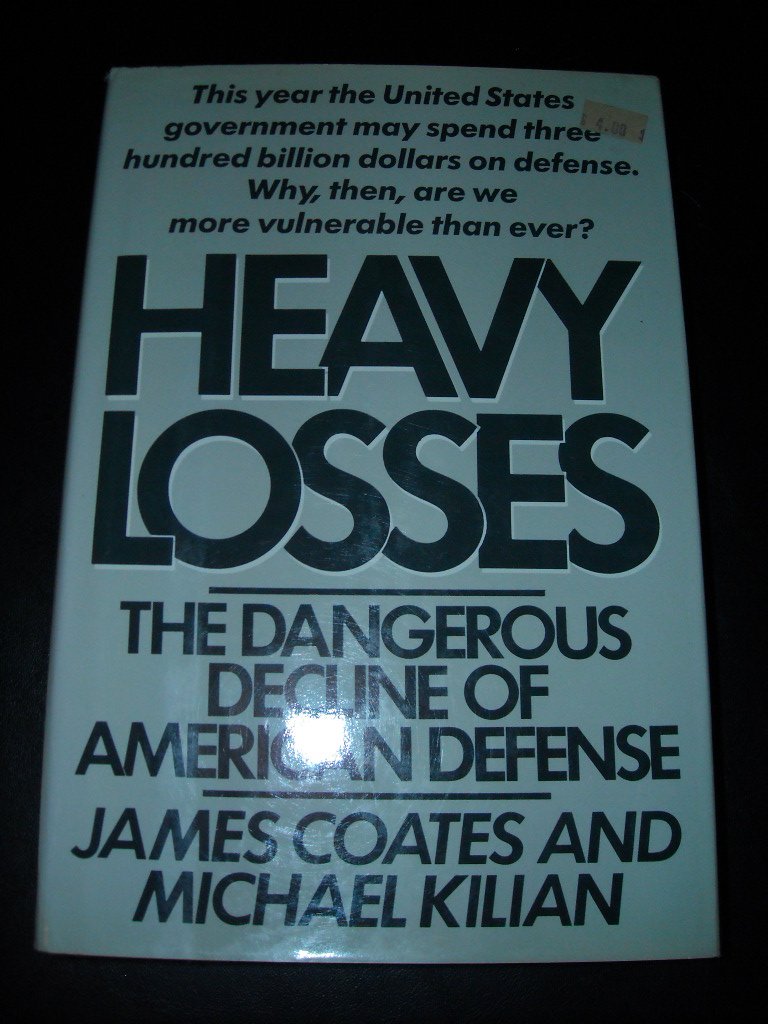 This year the United States
government may spend three
hundred billion dollars on defense.
Why, then, are we
more vulnerable than ever?
HEAVY
LOSSES
THE DANGEROUS
DECLINE OF
AMERICAN DEFENSE
JAMES COATES AND
MICHAEL KILIAN